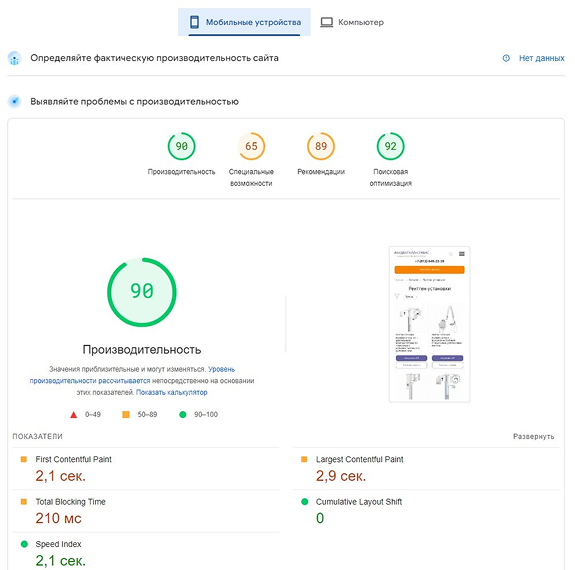 Мобильные устройства
Компьютер
Определяйте фактическую производительность сайта
Нет данных
Выявляйте проблемы с производительностью
90
65
89
92
Производительность
Специальные
возможности
Рекомендации
Поисковая
оптимизация
90
Рентген установки
Производительность
Значения приблизительные и могут изменяться. Уровень
производительности рассчитывается непосредственно на основании
этих показателей. Показать калькулятор
0–49
50–89
90–100
ПОКАЗАТЕЛИ
Развернуть
First Contentful Paint
2,1 сек.
Largest Contentful Paint
2,9 сек.
Total Blocking Time
210 мс
Cumulative Layout Shift
0
Speed Index
2,1 сек.